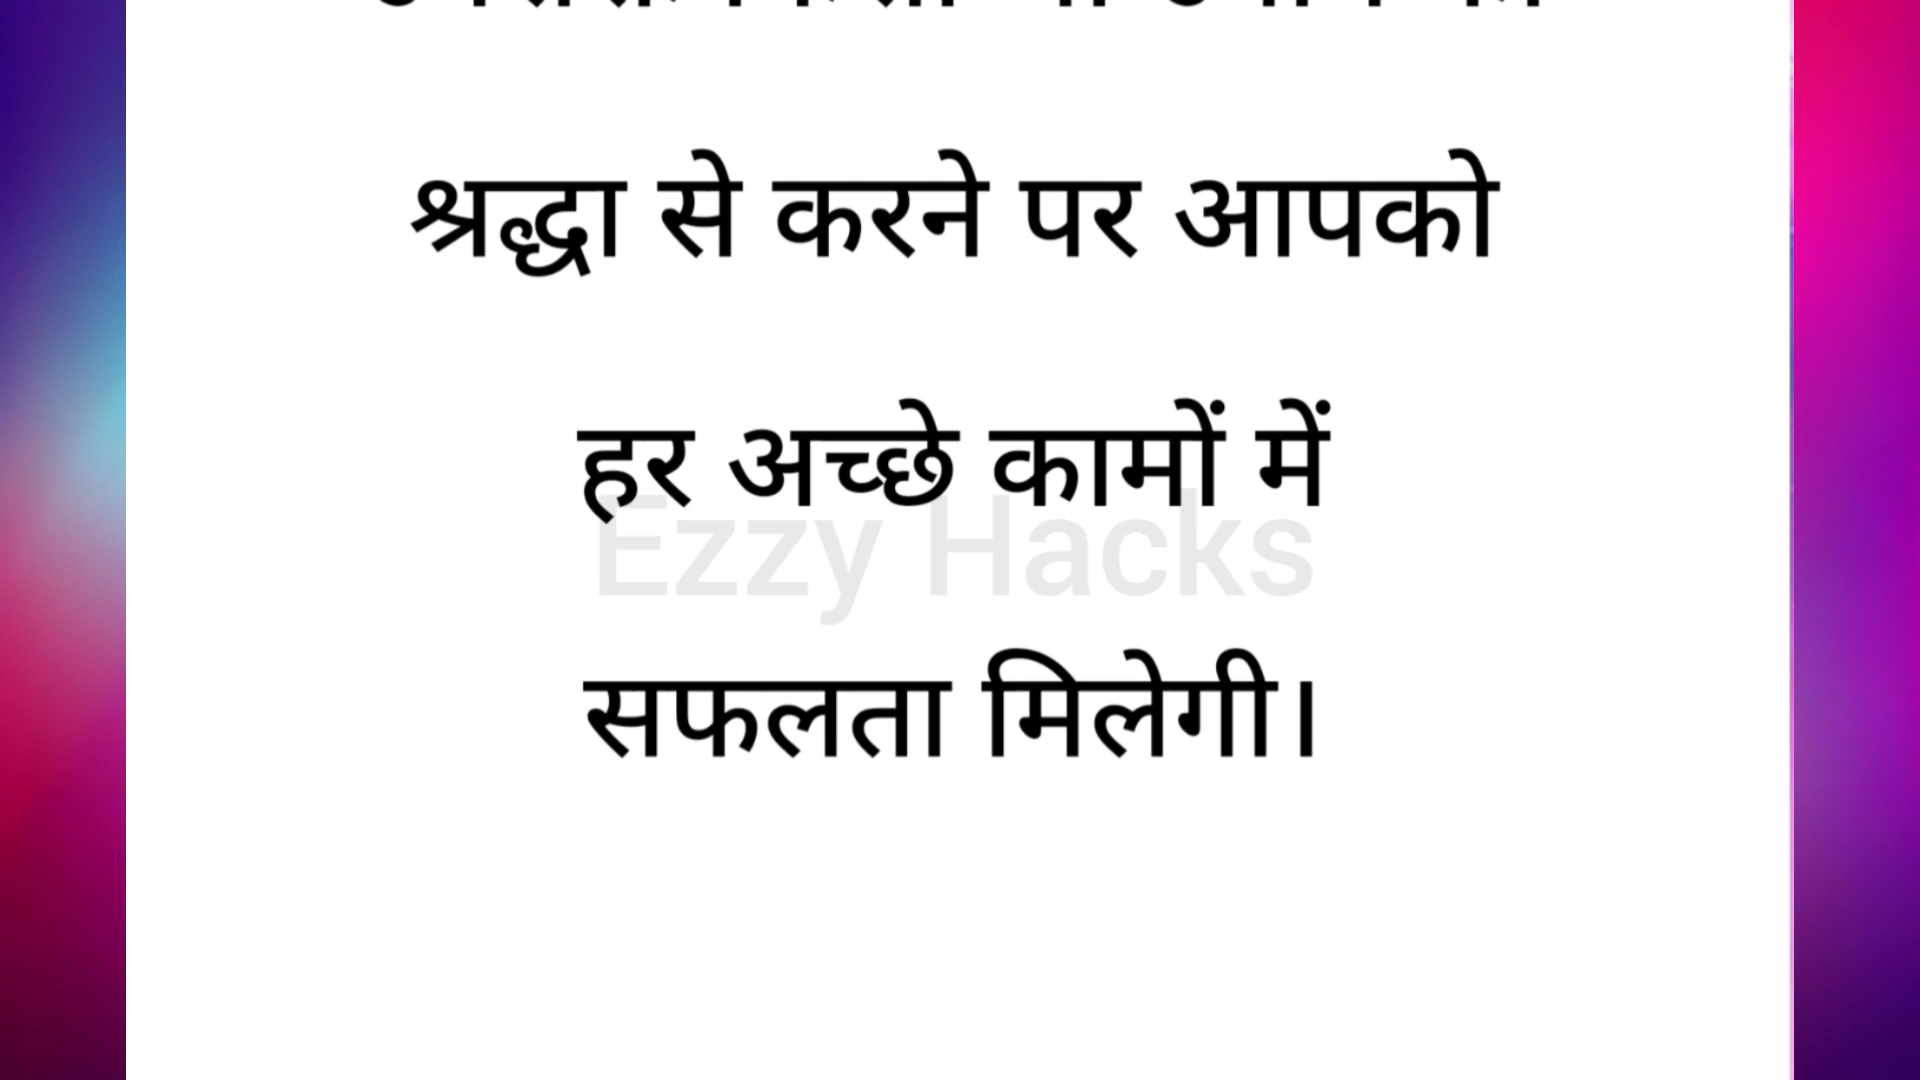 श्रद्धा से करने पर आपको
हर अच्छे कामों में
Ezzy Hacks
सफलता मिलेगी।